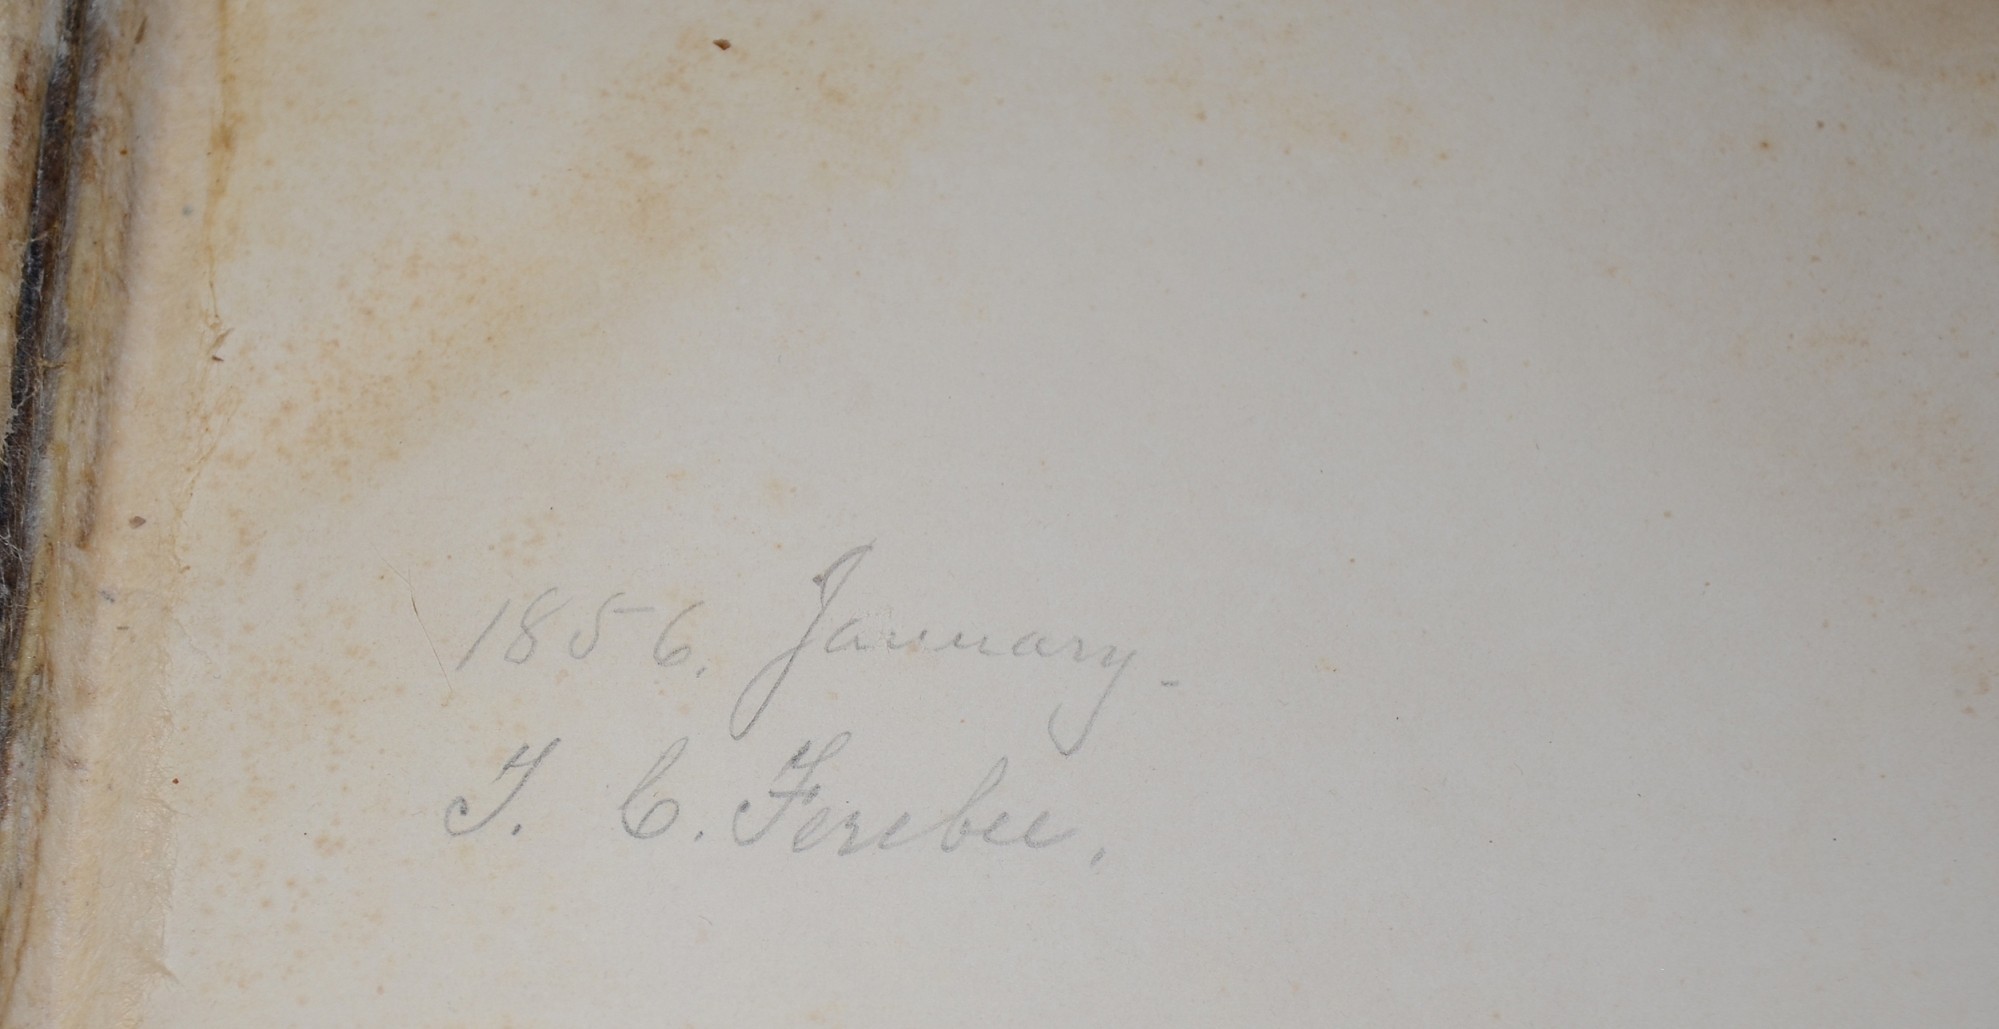 1856. January-
T. C. Ferebee.